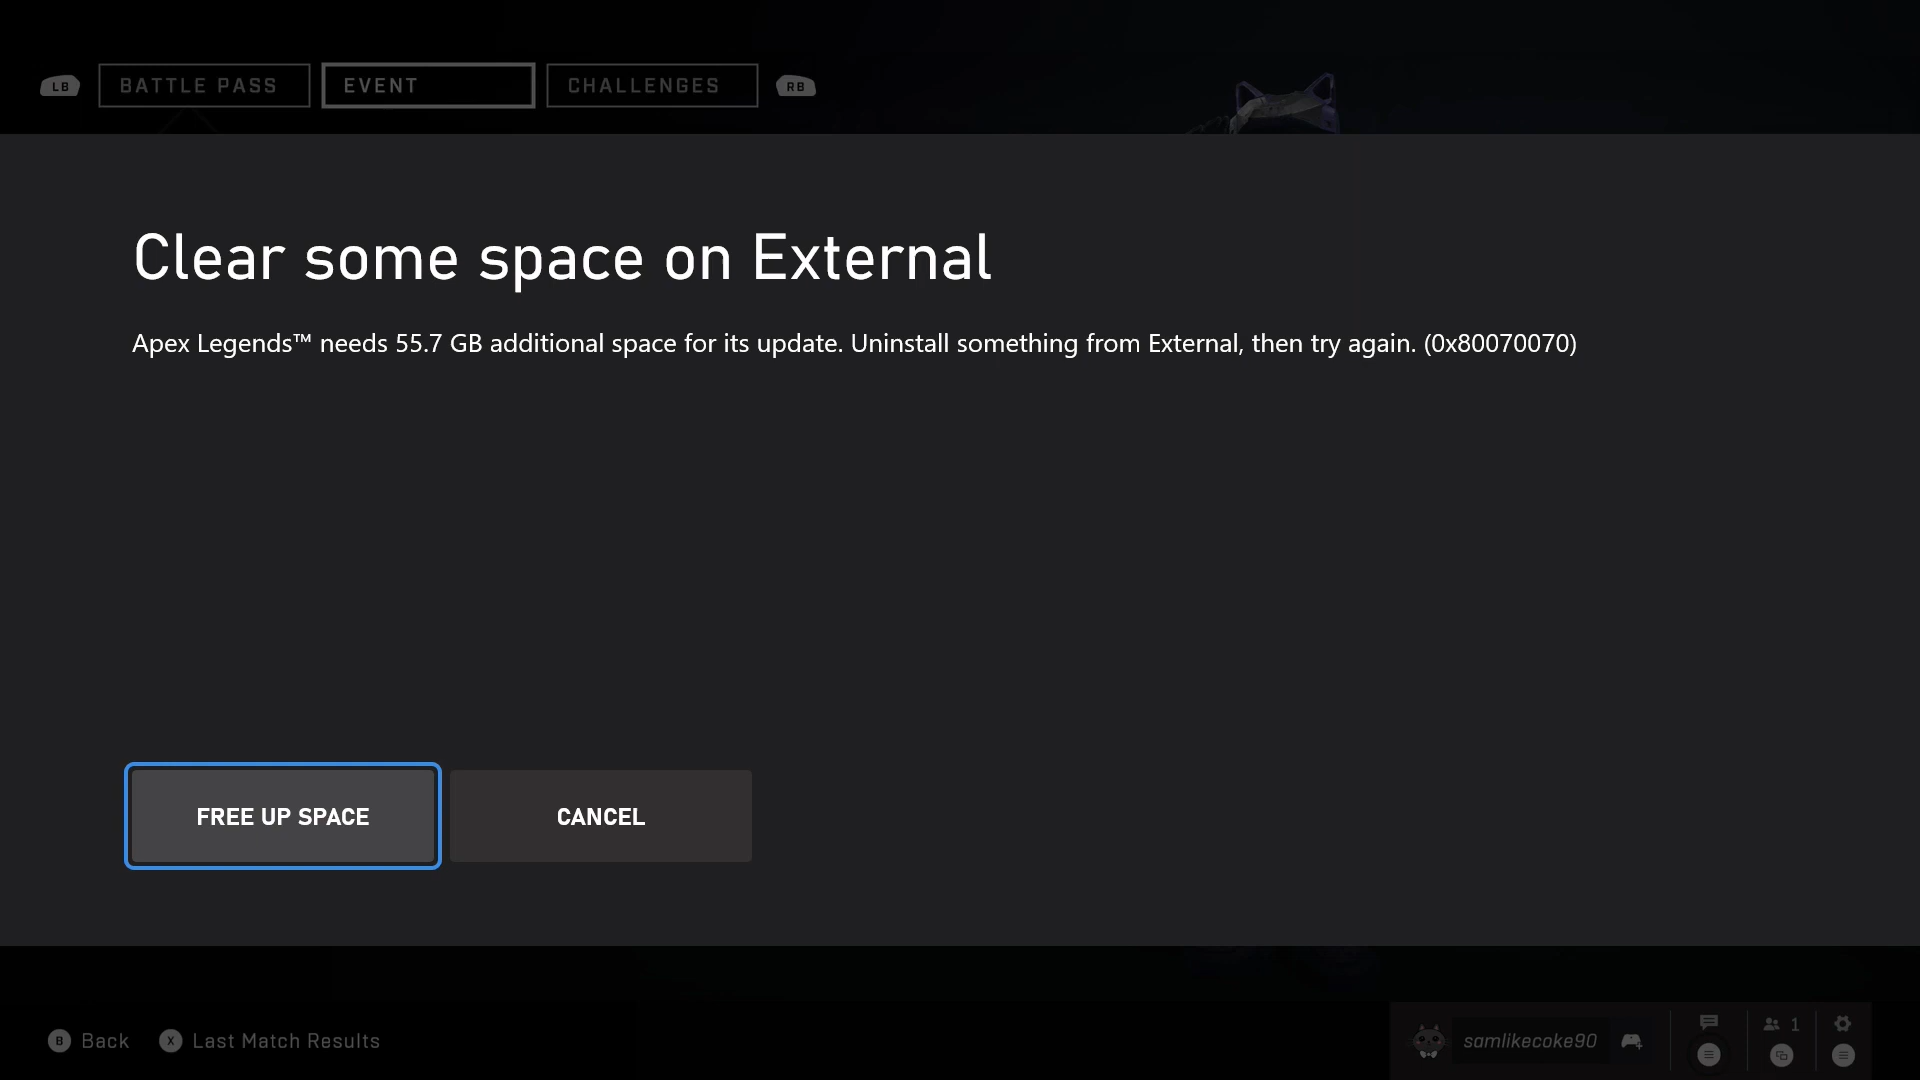 LB BATTLE PASS EVENT CHALLENGES RB
Clear some space on External
Apex Legends™ needs 55.7 GB additional space for its update. Uninstall something from External, then try again. (0x80070070)
FREE UP SPACE CANCEL
B Back X Last Match Results samlikecoke90 1